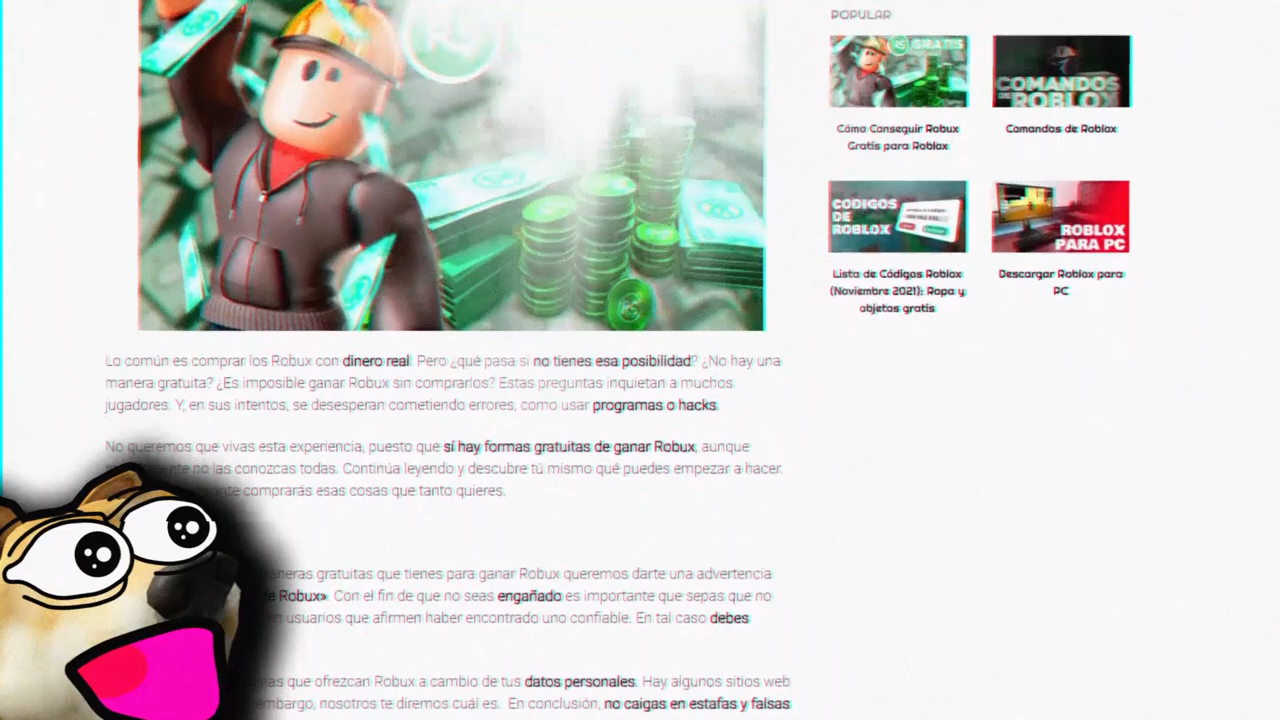 R$
POPULAR
R$ GRATIS
COMANDOS
DE ROBLOX
Cómo Conseguir Robux
Gratis para Roblox
Comandos de Roblox
CODIGOS
DE
ROBLOX
ROBLOX
PARA PC
Lista de Códigos Roblox
(Noviembre 2021): Ropa y
objetos gratis
Descargar Roblox para
PC
Lo común es comprar los Robux con dinero real. Pero ¿qué pasa si no tienes esa posibilidad? ¿No hay una
manera gratuita? ¿Es imposible ganar Robux sin comprarlos? Estas preguntas inquietan a muchos
jugadores. Y, en sus intentos, se desesperan cometiendo errores, como usar programas o hacks.
No queremos que vivas esta experiencia, puesto que sí hay formas gratuitas de ganar Robux, aunque
no las conozcas todas. Continúa leyendo y descubre tú mismo qué puedes empezar a hacer.
comprarás esas cosas que tanto quieres.
gratuitas que tienes para ganar Robux queremos darte una advertencia
Robux». Con el fin de que no seas engañado es importante que sepas que no
usuarios que afirmen haber encontrado uno confiable. En tal caso debes
que ofrezcan Robux a cambio de tus datos personales. Hay algunos sitios web
embargo, nosotros te diremos cuál es. En conclusión, no caigas en estafas y falsas